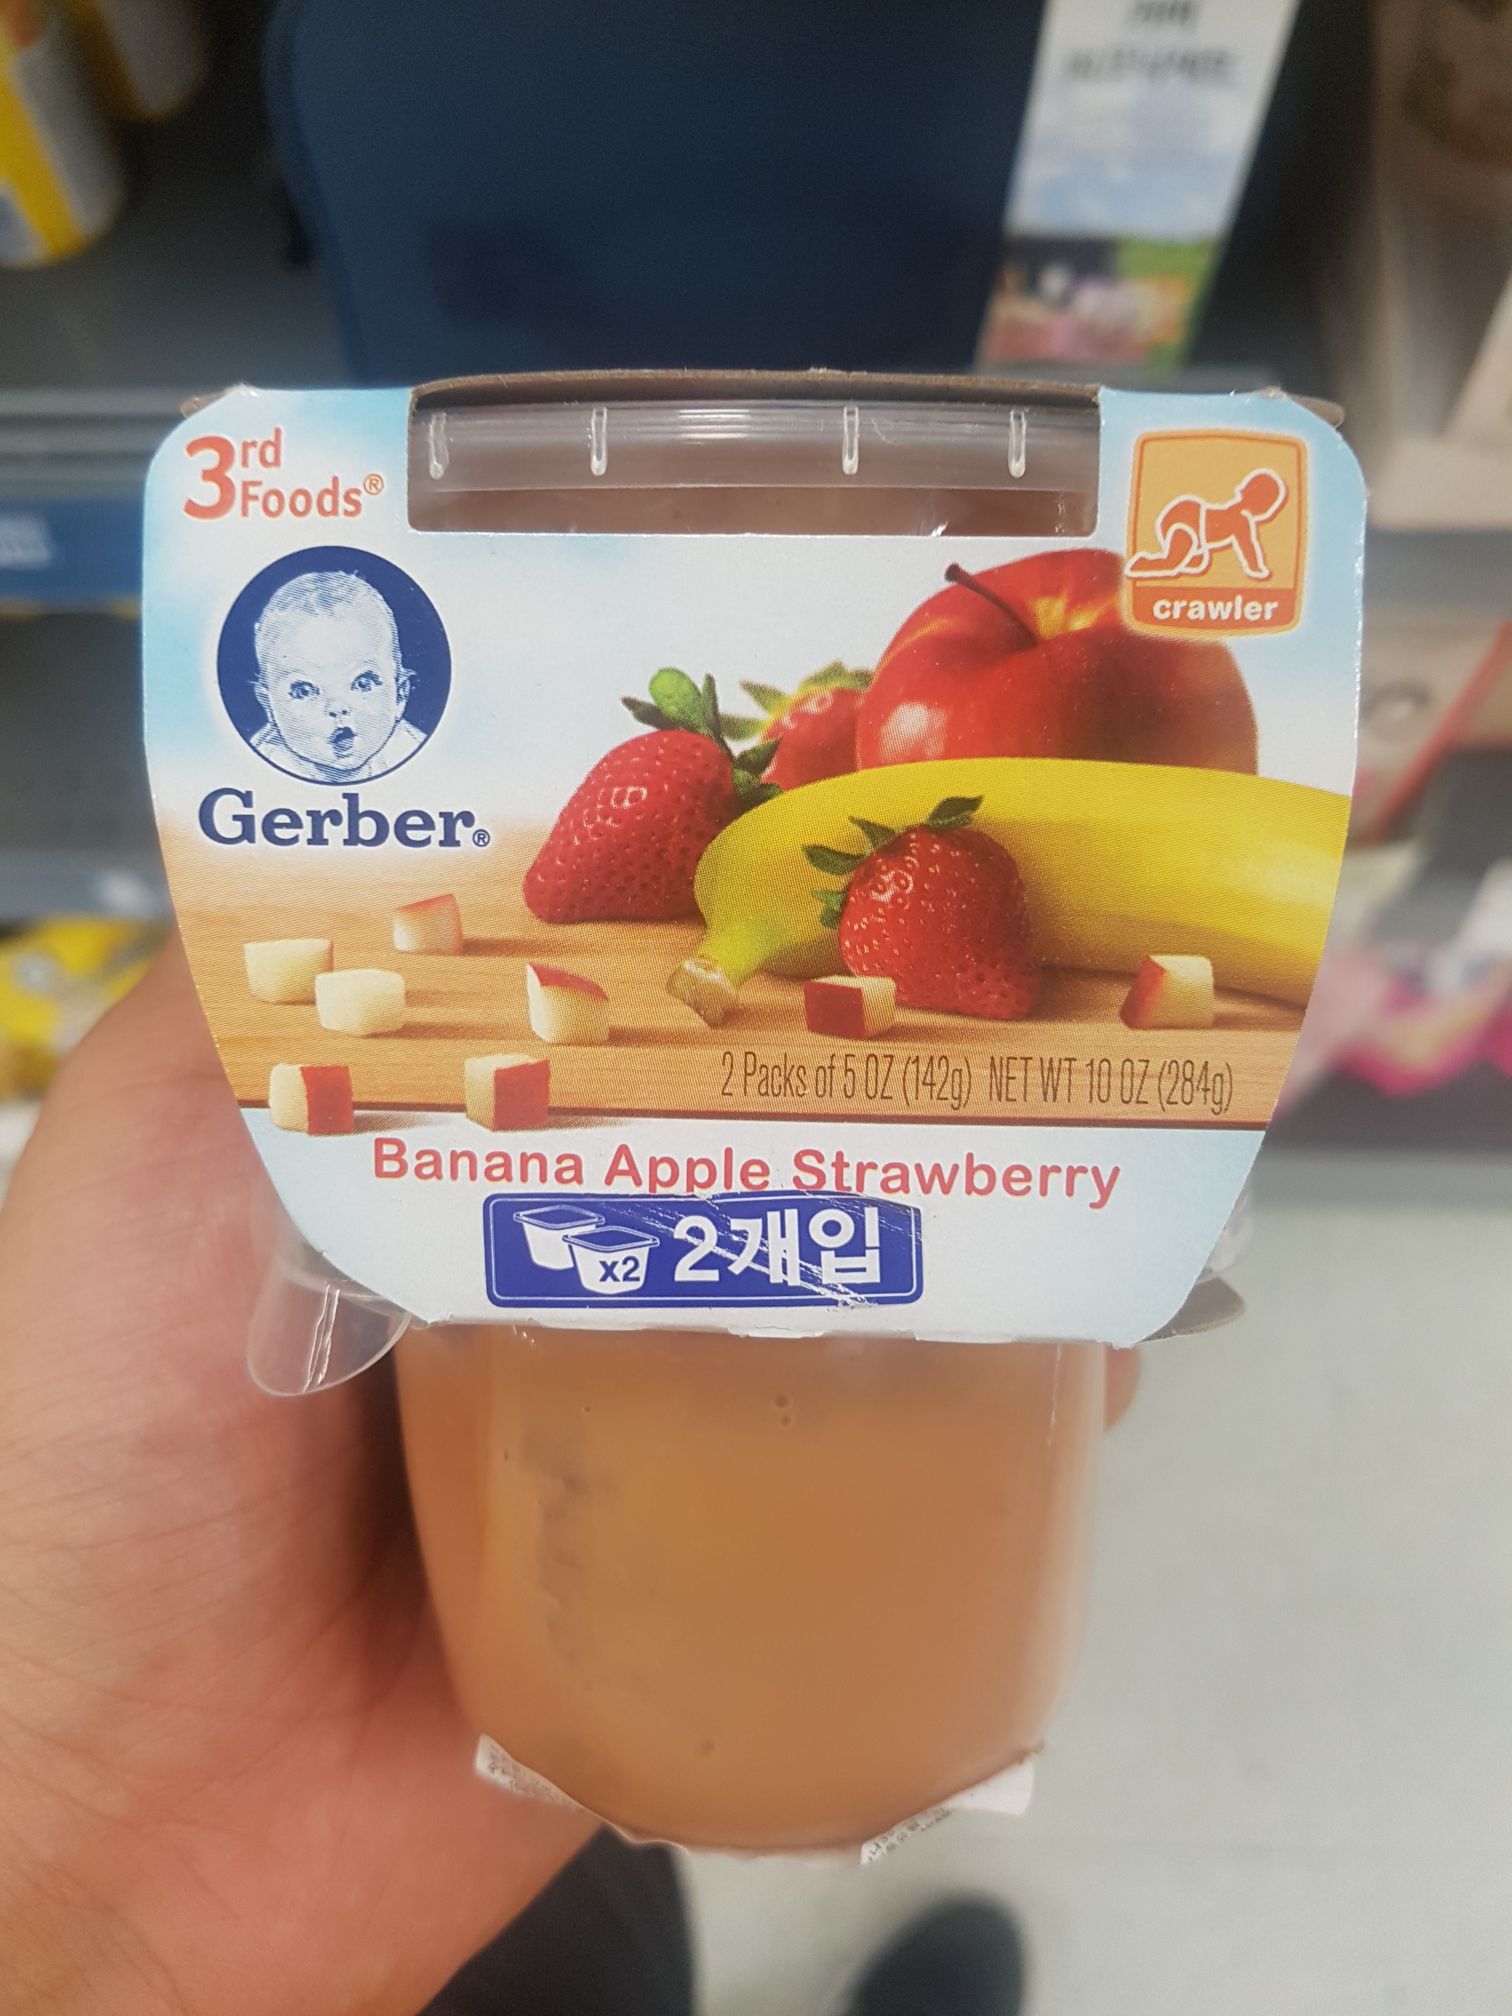 3rd
Foods®
crawler
Gerber®
2 Packs of 5 OZ (142g) NET WT 10 OZ (284g)
Banana Apple Strawberry
x2 2개입